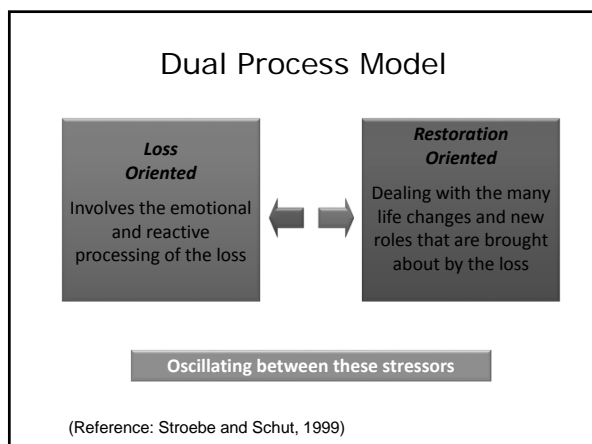 Dual Process Model
Loss
Oriented
Involves the emotional
and reactive
processing of the loss
Restoration
Oriented
Dealing with the many
life changes and new
roles that are brought
about by the loss
Oscillating between these stressors
(Reference: Stroebe and Schut, 1999)